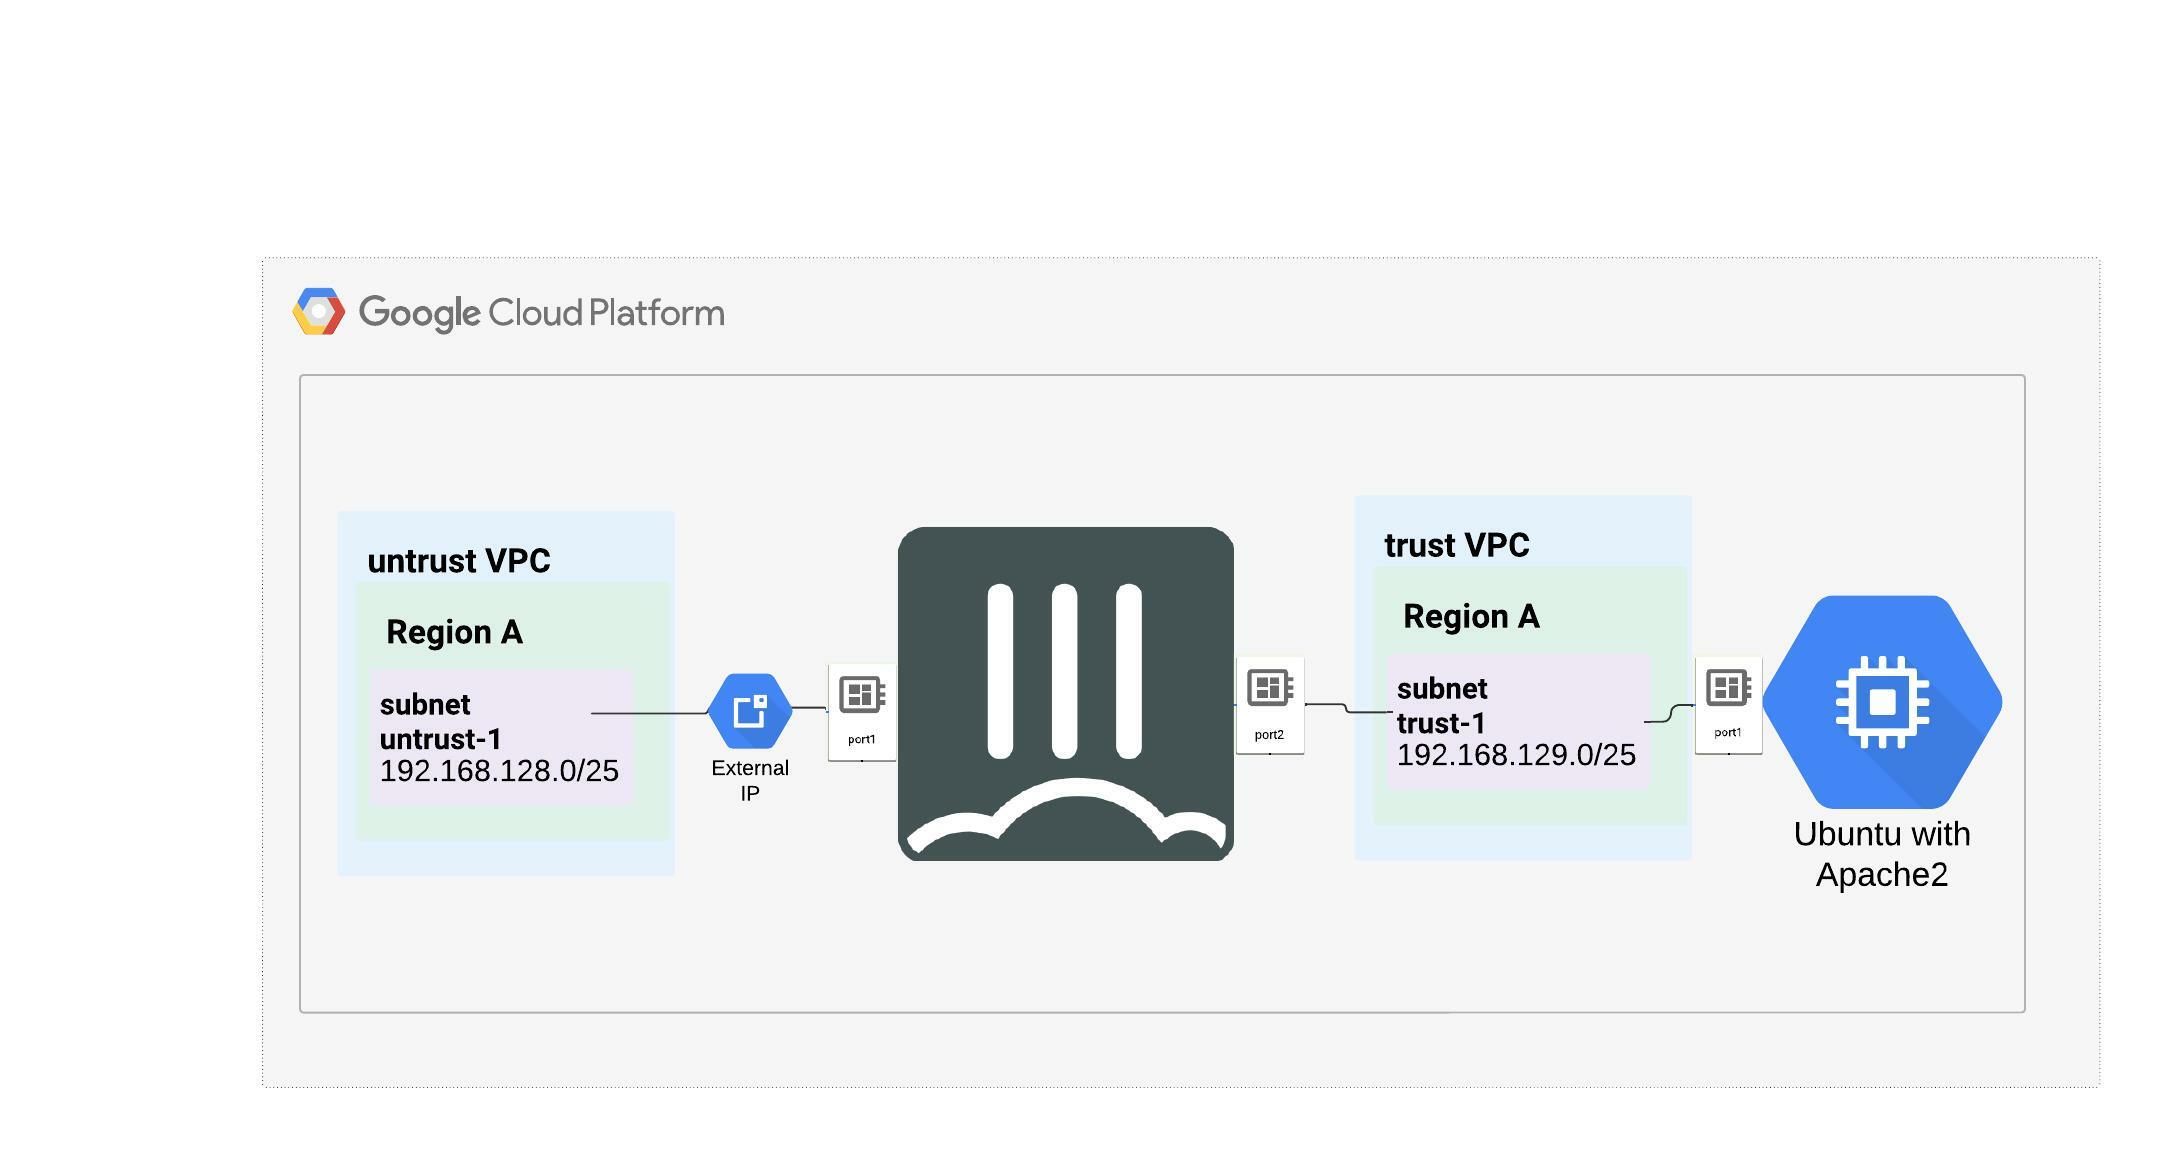 Google Cloud Platform
untrust VPC
Region A
subnet
untrust-1
192.168.128.0/25
External
IP
port1
port2
trust VPC
Region A
subnet
trust-1
192.168.129.0/25
port1
Ubuntu with
Apache2